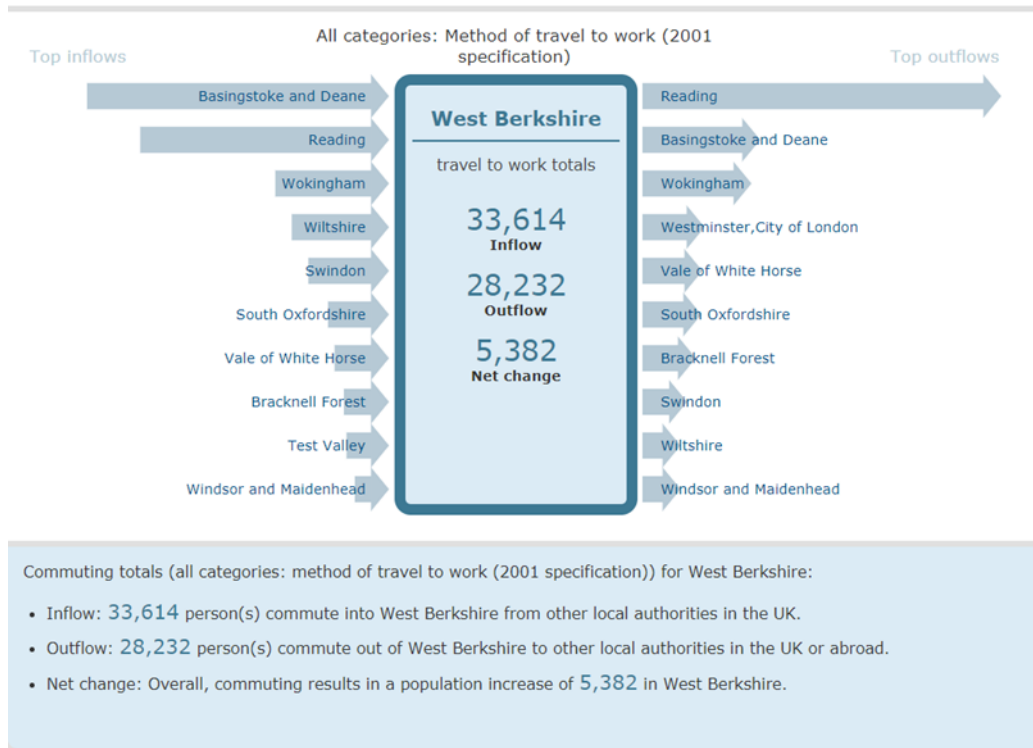 All categories: Method of travel to work (2001
specification)
Top inflows
Top outflows
Basingstoke and Deane
Reading
Wokingham
Wiltshire
Swindon
South Oxfordshire
Vale of White Horse
Bracknell Forest
Test Valley
Windsor and Maidenhead
West Berkshire
travel to work totals
33,614
Inflow
28,232
Outflow
5,382
Net change
Reading
Basingstoke and Deane
Wokingham
Westminster,City of London
Vale of White Horse
South Oxfordshire
Bracknell Forest
Swindon
Wiltshire
Windsor and Maidenhead
Commuting totals (all categories: method of travel to work (2001 specification)) for West Berkshire:
• Inflow: 33,614 person(s) commute into West Berkshire from other local authorities in the UK.
• Outflow: 28,232 person(s) commute out of West Berkshire to other local authorities in the UK or abroad.
• Net change: Overall, commuting results in a population increase of 5,382 in West Berkshire.